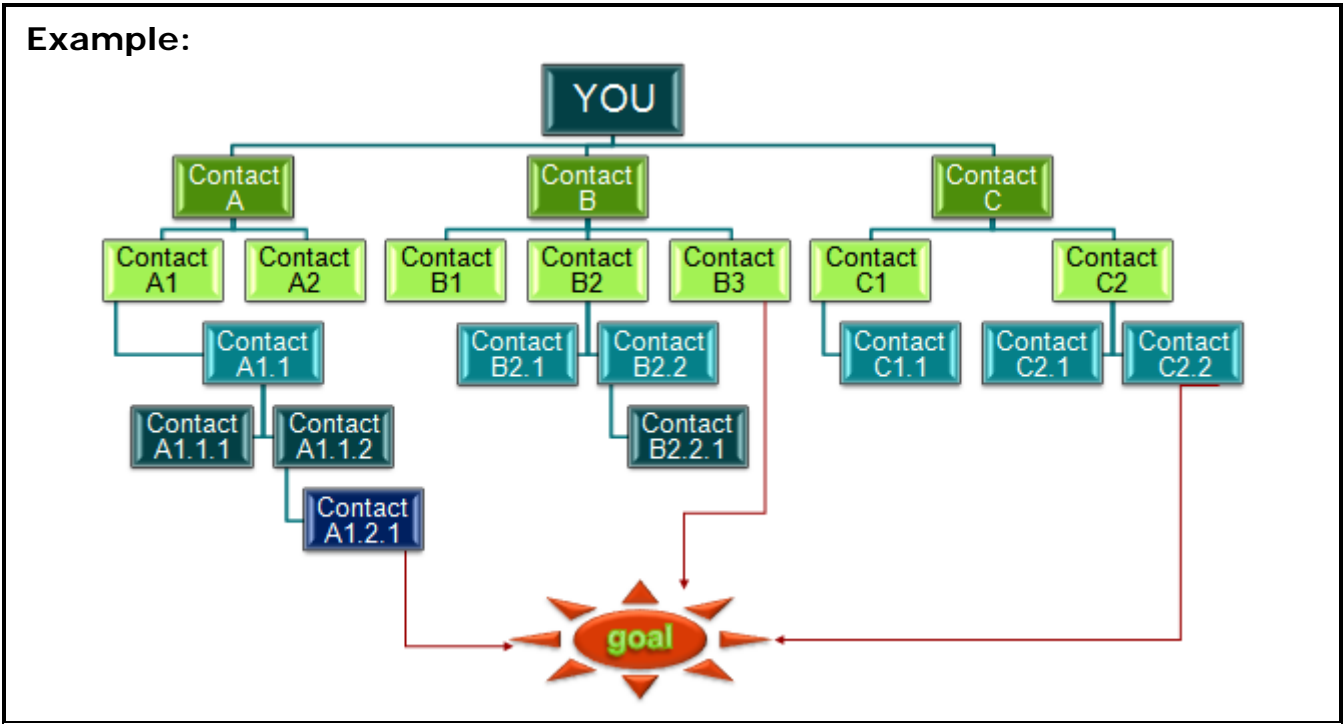 Example:
YOU
Contact
A
Contact
B
Contact
C
Contact
A1
Contact
A2
Contact
B1
Contact
B2
Contact
B3
Contact
C1
Contact
C2
Contact
A1.1
Contact
B2.1
Contact
B2.2
Contact
C1.1
Contact
C2.1
Contact
C2.2
Contact
A1.1.1
Contact
A1.1.2
Contact
B2.2.1
Contact
A1.2.1
goal